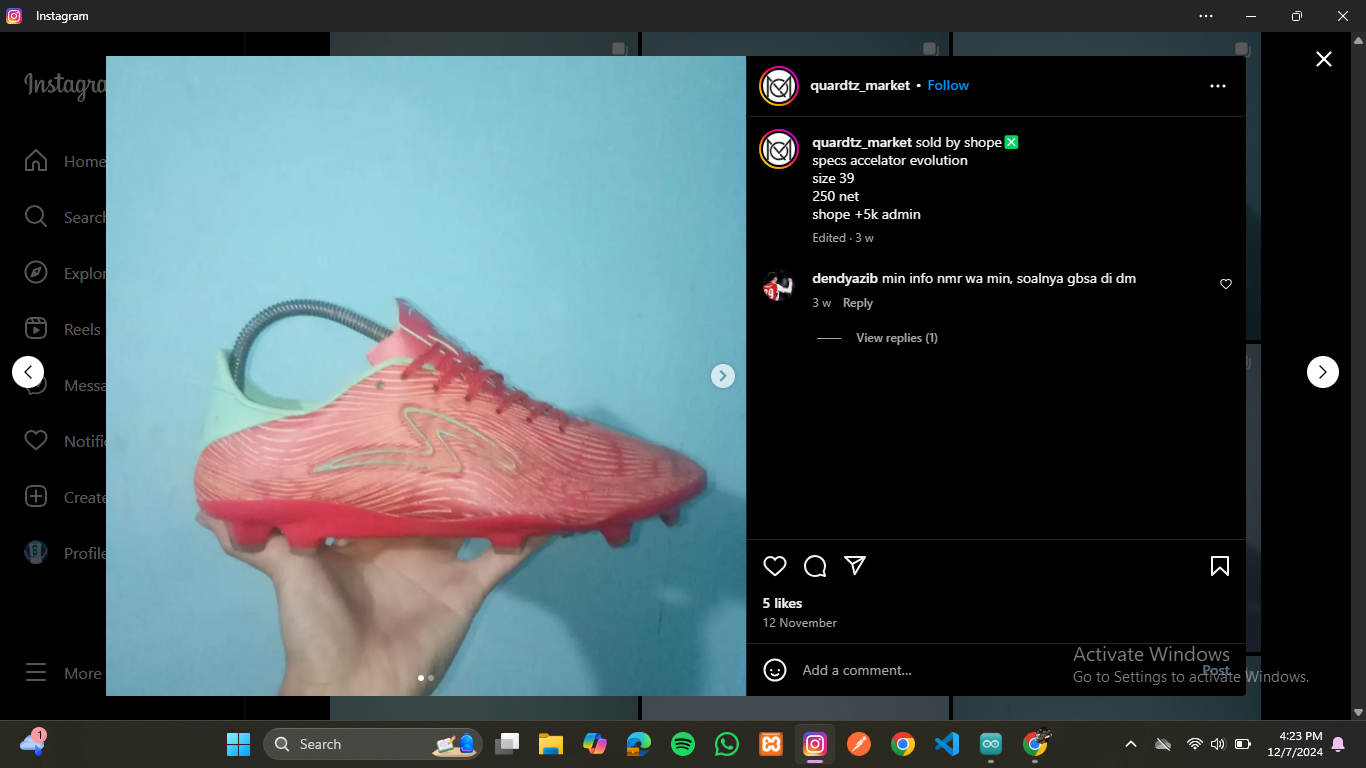 Instagram
Instagra
Home
Search
Explor
Reels
Messa
Notifi
Create
Profile
More
quardtz_market • Follow
quardtz_market sold by shope❎
specs accelator evolution
size 39
250 net
shope +5k admin
Edited · 3 w
dendyazib min info nmr wa min, soalnya gbsa di dm
3 w Reply
View replies (1)
5 likes
12 November
Add a comment...
Post
Activate Windows
Go to Settings to activate Windows.
1
Search
4:23 PM
12/7/2024